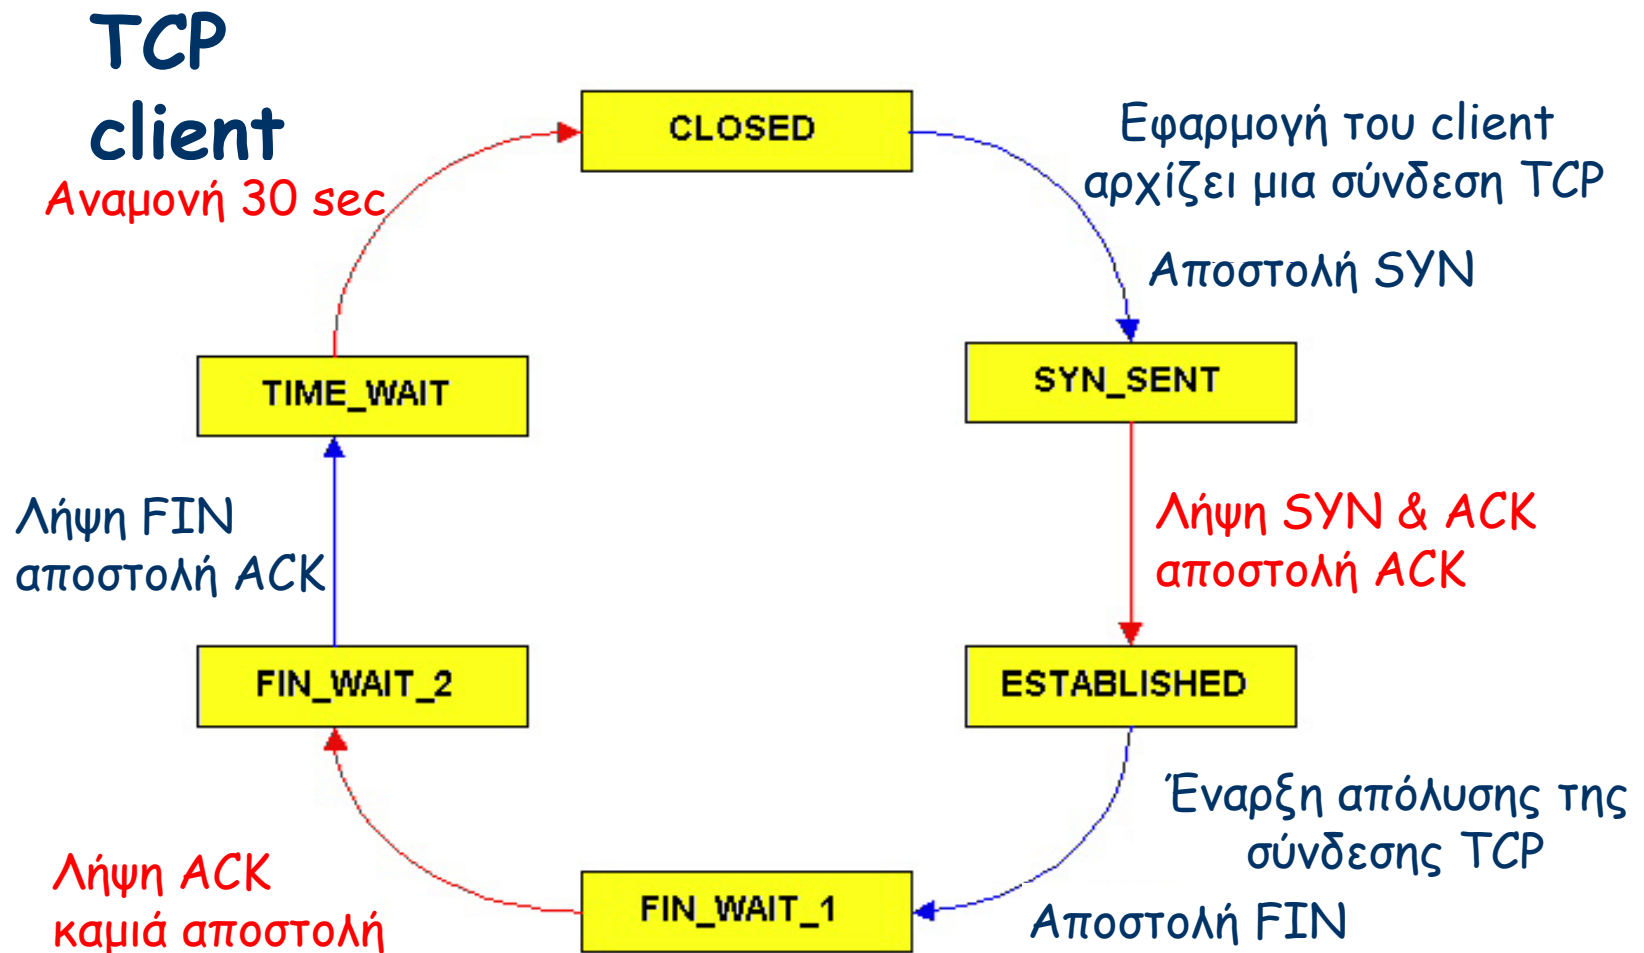 TCP
client
Αναμονή 30 sec
CLOSED
Εφαρμογή του client
αρχίζει μια σύνδεση TCP
Αποστολή SYN
TIME_WAIT
SYN_SENT
Λήψη FIN
αποστολή ACK
Λήψη SYN & ACK
αποστολή ACK
FIN_WAIT_2
ESTABLISHED
Έναρξη απόλυσης της
σύνδεσης TCP
Λήψη ACK
καμιά αποστολή
FIN_WAIT_1
Αποστολή FIN